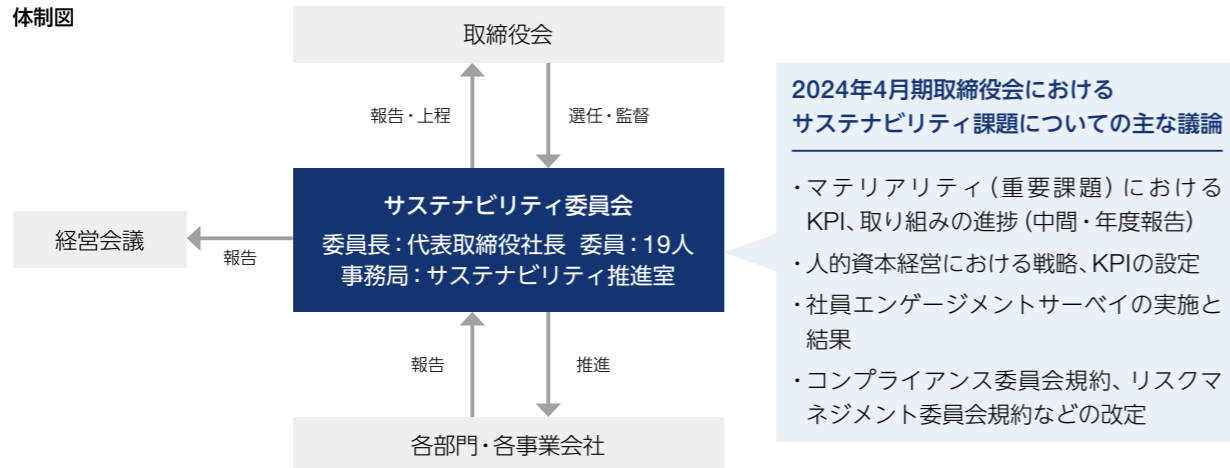 体制図
取締役会
報告・上程
選任・監督
サステナビリティ委員会
委員長：代表取締役社長 委員：19人
事務局：サステナビリティ推進室
経営会議
報告
報告
推進
各部門・各事業会社
2024年4月期取締役会における
サステナビリティ課題についての主な議論
・マテリアリティ（重要課題）における
KPI、取り組みの進捗（中間・年度報告）
・人的資本経営における戦略、KPIの設定
・社員エンゲージメントサーベイの実施と
結果
・コンプライアンス委員会規約、リスクマ
ネジメント委員会規約などの改定